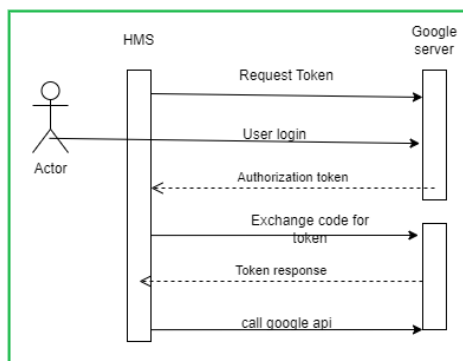 HMS
Google
server
Request Token
User login
Actor
Authorization token
Exchange code for
token
Token response
call google api